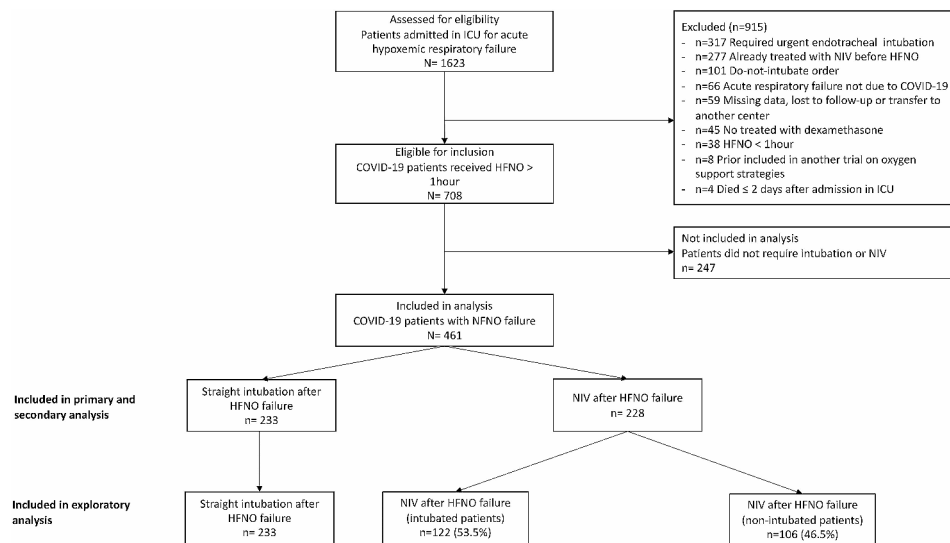 Assessed for eligibility
Patients admitted in ICU for acute
hypoxemic respiratory failure
N= 1623
Excluded (n=915)
- n=317 Required urgent endotracheal intubation
- n=277 Already treated with NIV before HFNO
- n=101 Do-not-intubate order
- n=66 Acute respiratory failure not due to COVID-19
- n=59 Missing data, lost to follow-up or transfer to
another center
- n=45 No treated with dexamethasone
- n=38 HFNO < 1hour
- n=8 Prior included in another trial on oxygen
support strategies
- n=4 Died ≤ 2 days after admission in ICU
Eligible for inclusion
COVID-19 patients received HFNO >
1hour
N= 708
Not included in analysis
Patients did not require intubation or NIV
n= 247
Included in analysis
COVID-19 patients with NFNO failure
N= 461
Included in primary and
secondary analysis
Straight intubation after
HFNO failure
n= 233
NIV after HFNO failure
n= 228
Included in exploratory
analysis
Straight intubation after
HFNO failure
n= 233
NIV after HFNO failure
(intubated patients)
n=122 (53.5%)
NIV after HFNO failure
(non-intubated patients)
n=106 (46.5%)